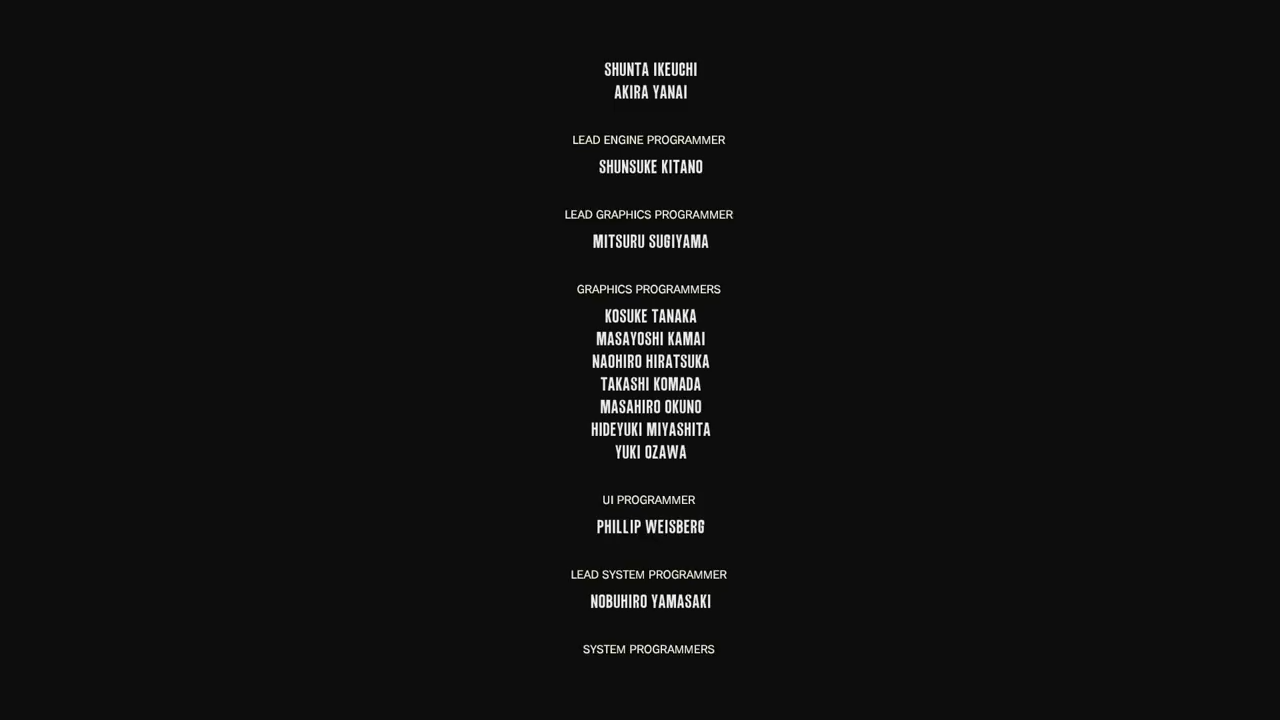 SHUNTA IKEUCHI
AKIRA YANAI
LEAD ENGINE PROGRAMMER
SHUNSUKE KITANO
LEAD GRAPHICS PROGRAMMER
MITSURU SUGIYAMA
GRAPHICS PROGRAMMERS
KOSUKE TANAKA
MASAYOSHI KAMAI
NAOHIRO HIRATSUKA
TAKASHI KOMADA
MASAHIRO OKUNO
HIDEYUKI MIYASHITA
YUKI OZAWA
UI PROGRAMMER
PHILLIP WEISBERG
LEAD SYSTEM PROGRAMMER
NOBUHIRO YAMASAKI
SYSTEM PROGRAMMERS